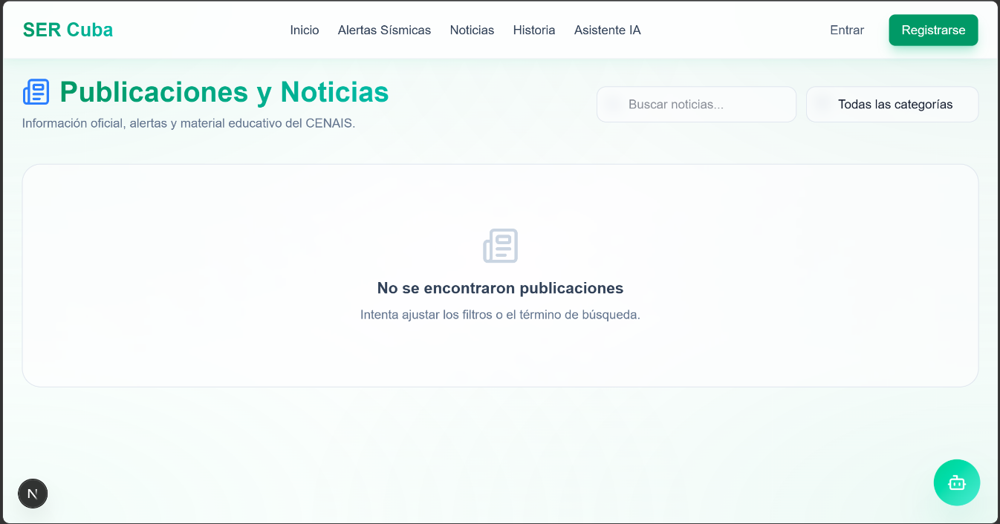 SER Cuba
Inicio Alertas Sísmicas Noticias Historia Asistente IA
Entrar Registrarse
Publicaciones y Noticias
Información oficial, alertas y material educativo del CENAIS.
Buscar noticias...
Todas las categorías
No se encontraron publicaciones
Intenta ajustar los filtros o el término de búsqueda.
N